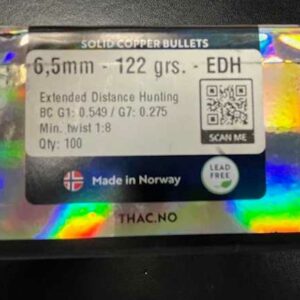 SOLID COPPER BULLETS
6,5mm - 122 grs. - EDH
Extended Distance Hunting
BC G1: 0.549 / G7: 0.275
Min. twist 1:8
Qty: 100
SCAN ME
Made in Norway
LEAD
FREE
THAC.NO